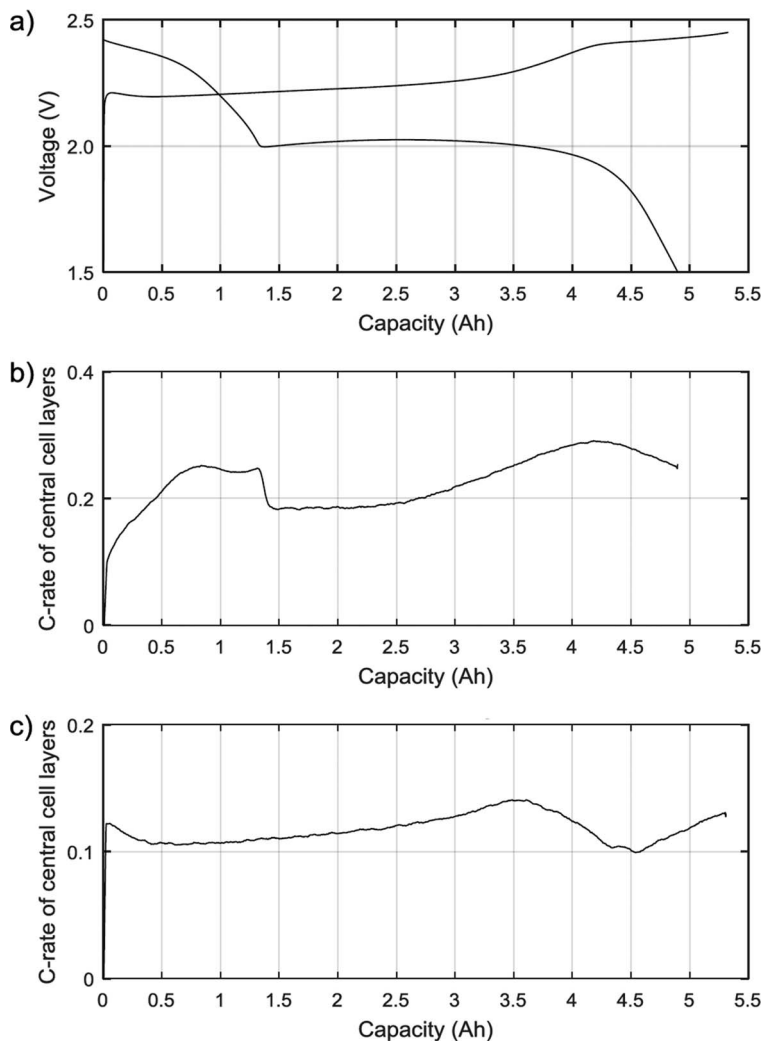 a)
Voltage (V)
2.5
2.0
1.5
0 0.5 1 1.5 2 2.5 3 3.5 4 4.5 5 5.5
Capacity (Ah)
b)
C-rate of central cell layers
0.4
0.2
0
0 0.5 1 1.5 2 2.5 3 3.5 4 4.5 5 5.5
Capacity (Ah)
c)
C-rate of central cell layers
0.2
0.1
0
0 0.5 1 1.5 2 2.5 3 3.5 4 4.5 5 5.5
Capacity (Ah)